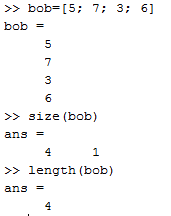 >> bob=[5; 7; 3; 6]
bob =
5
7
3
6
>> size(bob)
ans =
4 1
>> length(bob)
ans =
4